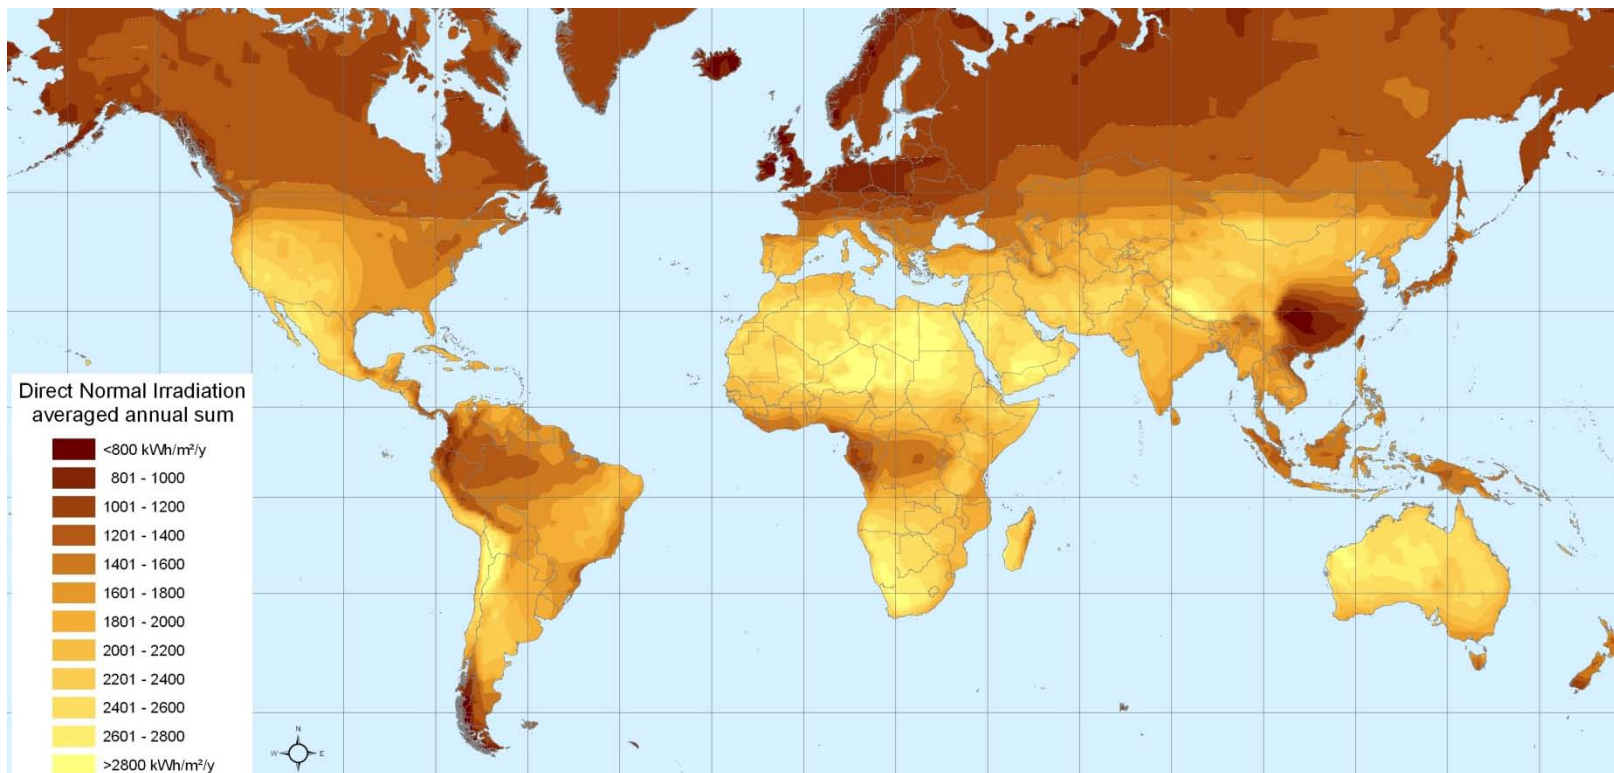 Direct Normal Irradiation
averaged annual sum
<800 kWh/m²/y
801 - 1000
1001 - 1200
1201 - 1400
1401 - 1600
1601 - 1800
1801 - 2000
2001 - 2200
2201 - 2400
2401 - 2600
2601 - 2800
>2800 kWh/m²/y
N
W E
S